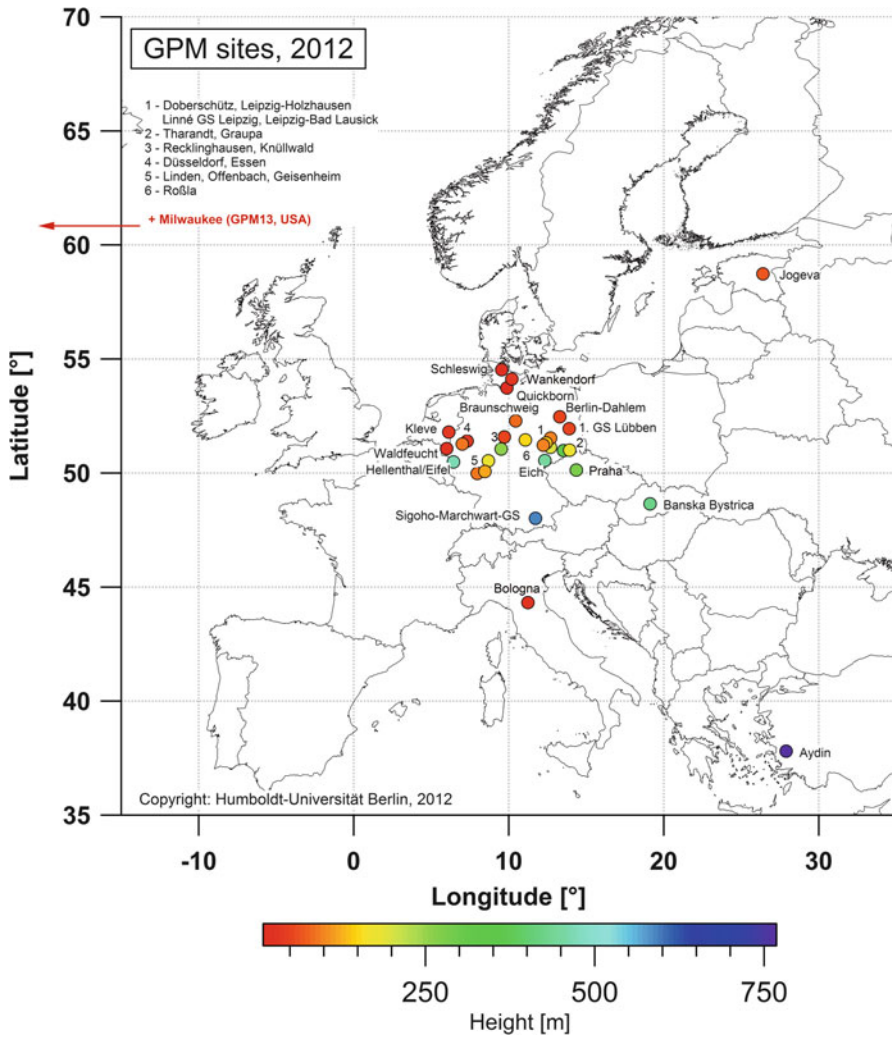 GPM sites, 2012
1 - Doberschütz, Leipzig-Holzhausen
Linné GS Leipzig, Leipzig-Bad Lausick
2 - Tharandt, Graupa
3 - Recklinghausen, Knüllwald
4 - Düsseldorf, Essen
5 - Linden, Offenbach, Geisenheim
6 - Roßla
+ Milwaukee (GPM13, USA)
70
65
60
55
50
45
40
35
Latitude [°]
Jogeva
Schleswig
Wankendorf
Quickborn
Braunschweig
Berlin-Dahlem
Kleve
4
3
1
1. GS Lübben
2
Waldfeucht
5
6
Hellenthal/Eifel
Eich
Praha
Sigoho-Marchwart-GS
Banska Bystrica
Bologna
Aydin
Copyright: Humboldt-Universität Berlin, 2012
-10
0
10
20
30
Longitude [°]
250
500
750
Height [m]